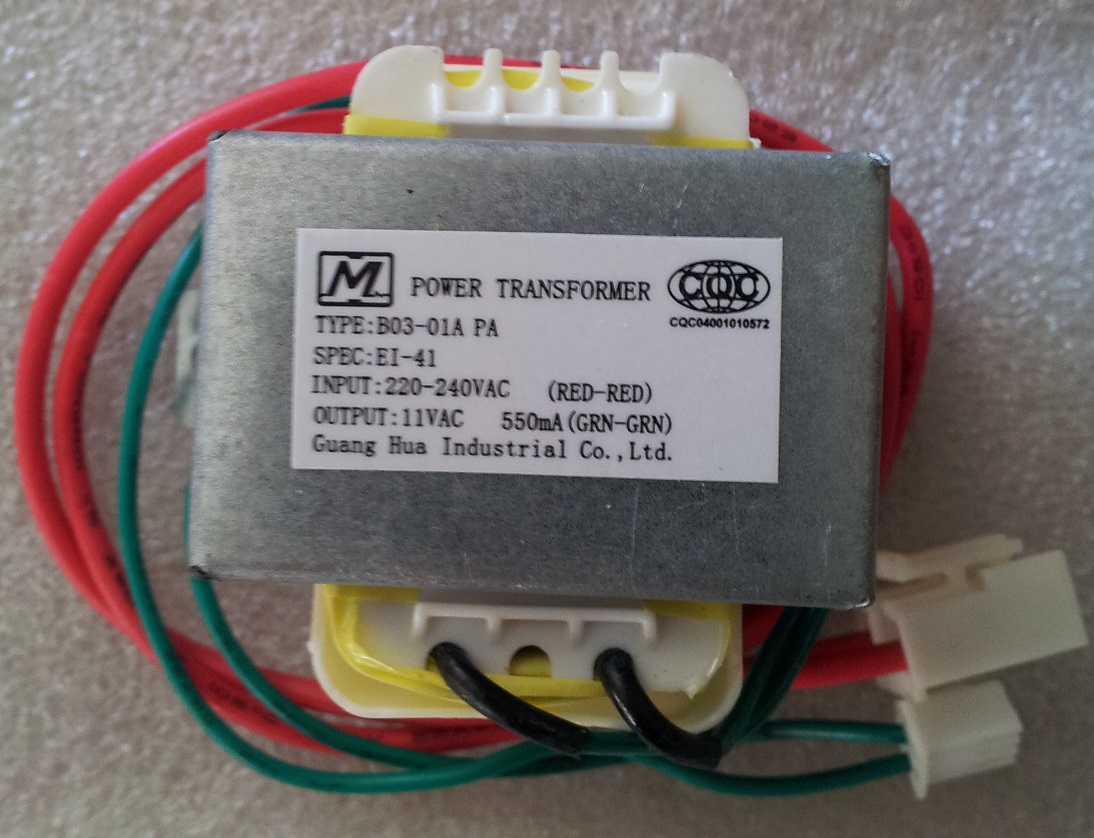 M
POWER TRANSFORMER
CQC
CQC04001010572
TYPE:B03-01A PA
SPEC:EI-41
INPUT:220-240VAC (RED-RED)
OUTPUT:11VAC 550mA(GRN-GRN)
Guang Hua Industrial Co.,Ltd.